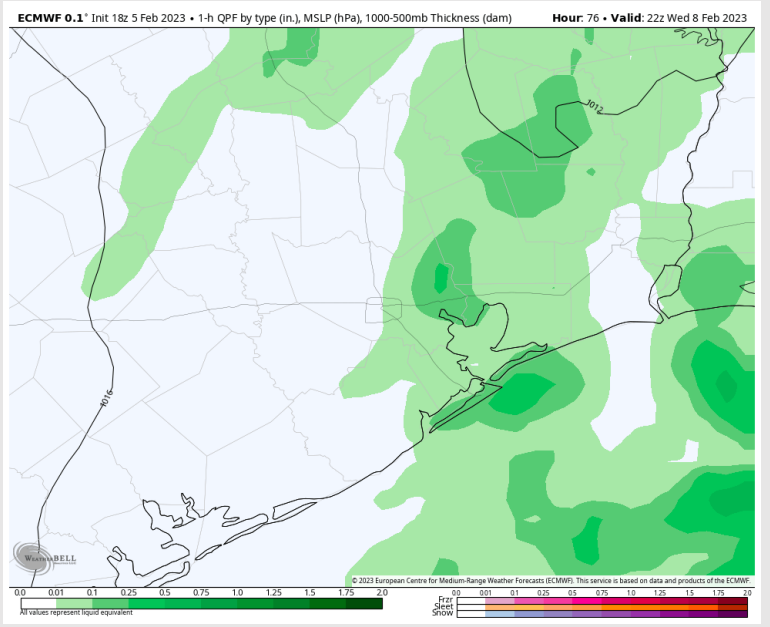 ECMWF 0.1° Init 18z 5 Feb 2023 • 1-h QPF by type (in.), MSLP (hPa), 1000-500mb Thickness (dam) Hour: 76 • Valid: 22z Wed 8 Feb 2023
1012
1016
WEATHERBELL
© 2023 European Centre for Medium-Range Weather Forecasts (ECMWF). This service is based on data and products of the ECMWF.
0.0 0.01 0.1 0.25 0.5 0.75 1.0 1.25 1.5 1.75 2.0
All values represent liquid equivalent
0.0 001 0.1 0.25 0.5 0.75 1.0 1.25 1.5 1.75 2.0
Frzr
Sleet
Snow